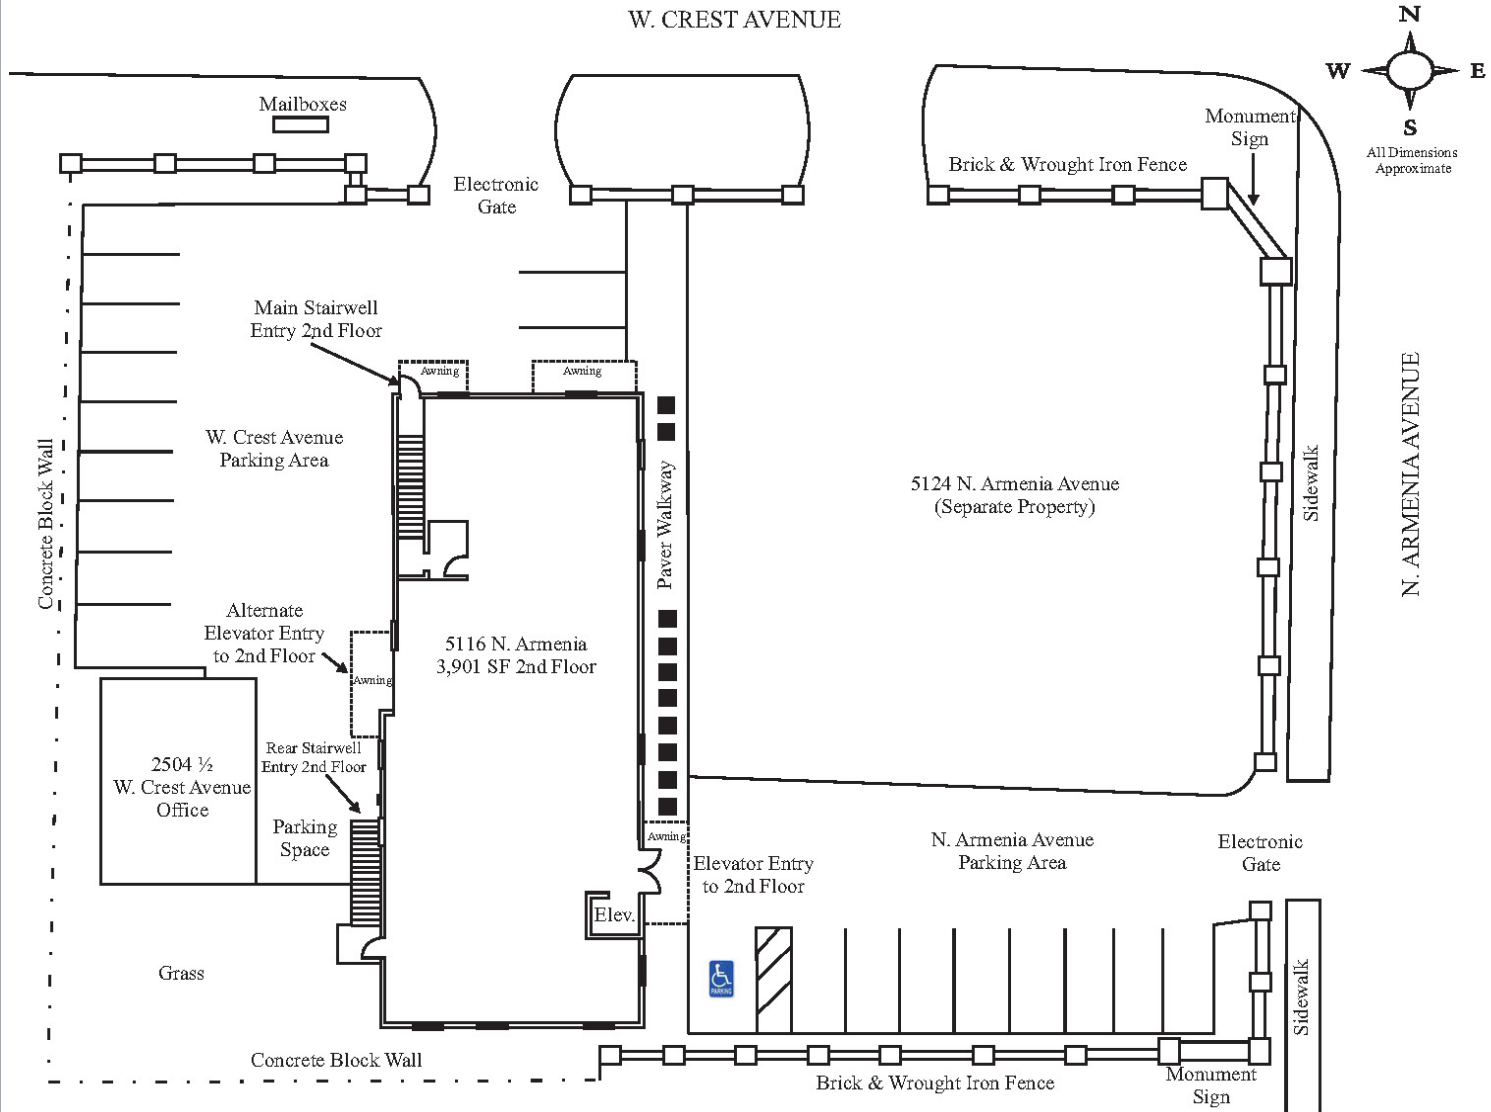 W. CREST AVENUE
N
W
E
S
All Dimensions
Approximate
Mailboxes
Monument
Sign
Brick & Wrought Iron Fence
Electronic
Gate
Main Stairwell
Entry 2nd Floor
Awning
Awning
W. Crest Avenue
Parking Area
Concrete Block Wall
Paver Walkway
5124 N. Armenia Avenue
(Separate Property)
Sidewalk
N. ARMENIA AVENUE
Alternate
Elevator Entry
to 2nd Floor
Awning
5116 N. Armenia
3,901 SF 2nd Floor
2504 ½
W. Crest Avenue
Office
Rear Stairwell
Entry 2nd Floor
Parking
Space
Awning
Elevator Entry
to 2nd Floor
N. Armenia Avenue
Parking Area
Electronic
Gate
Elev.
Grass
PARKING
Sidewalk
Concrete Block Wall
Brick & Wrought Iron Fence
Monument
Sign